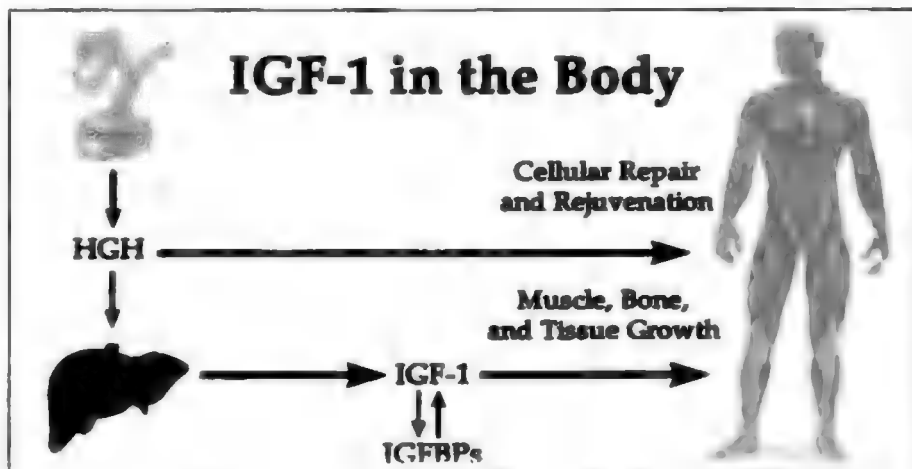 IGF-1 in the Body
Cellular Repair
and Rejuvenation
HGH
Muscle, Bone,
and Tissue Growth
IGF-1
IGFBPs